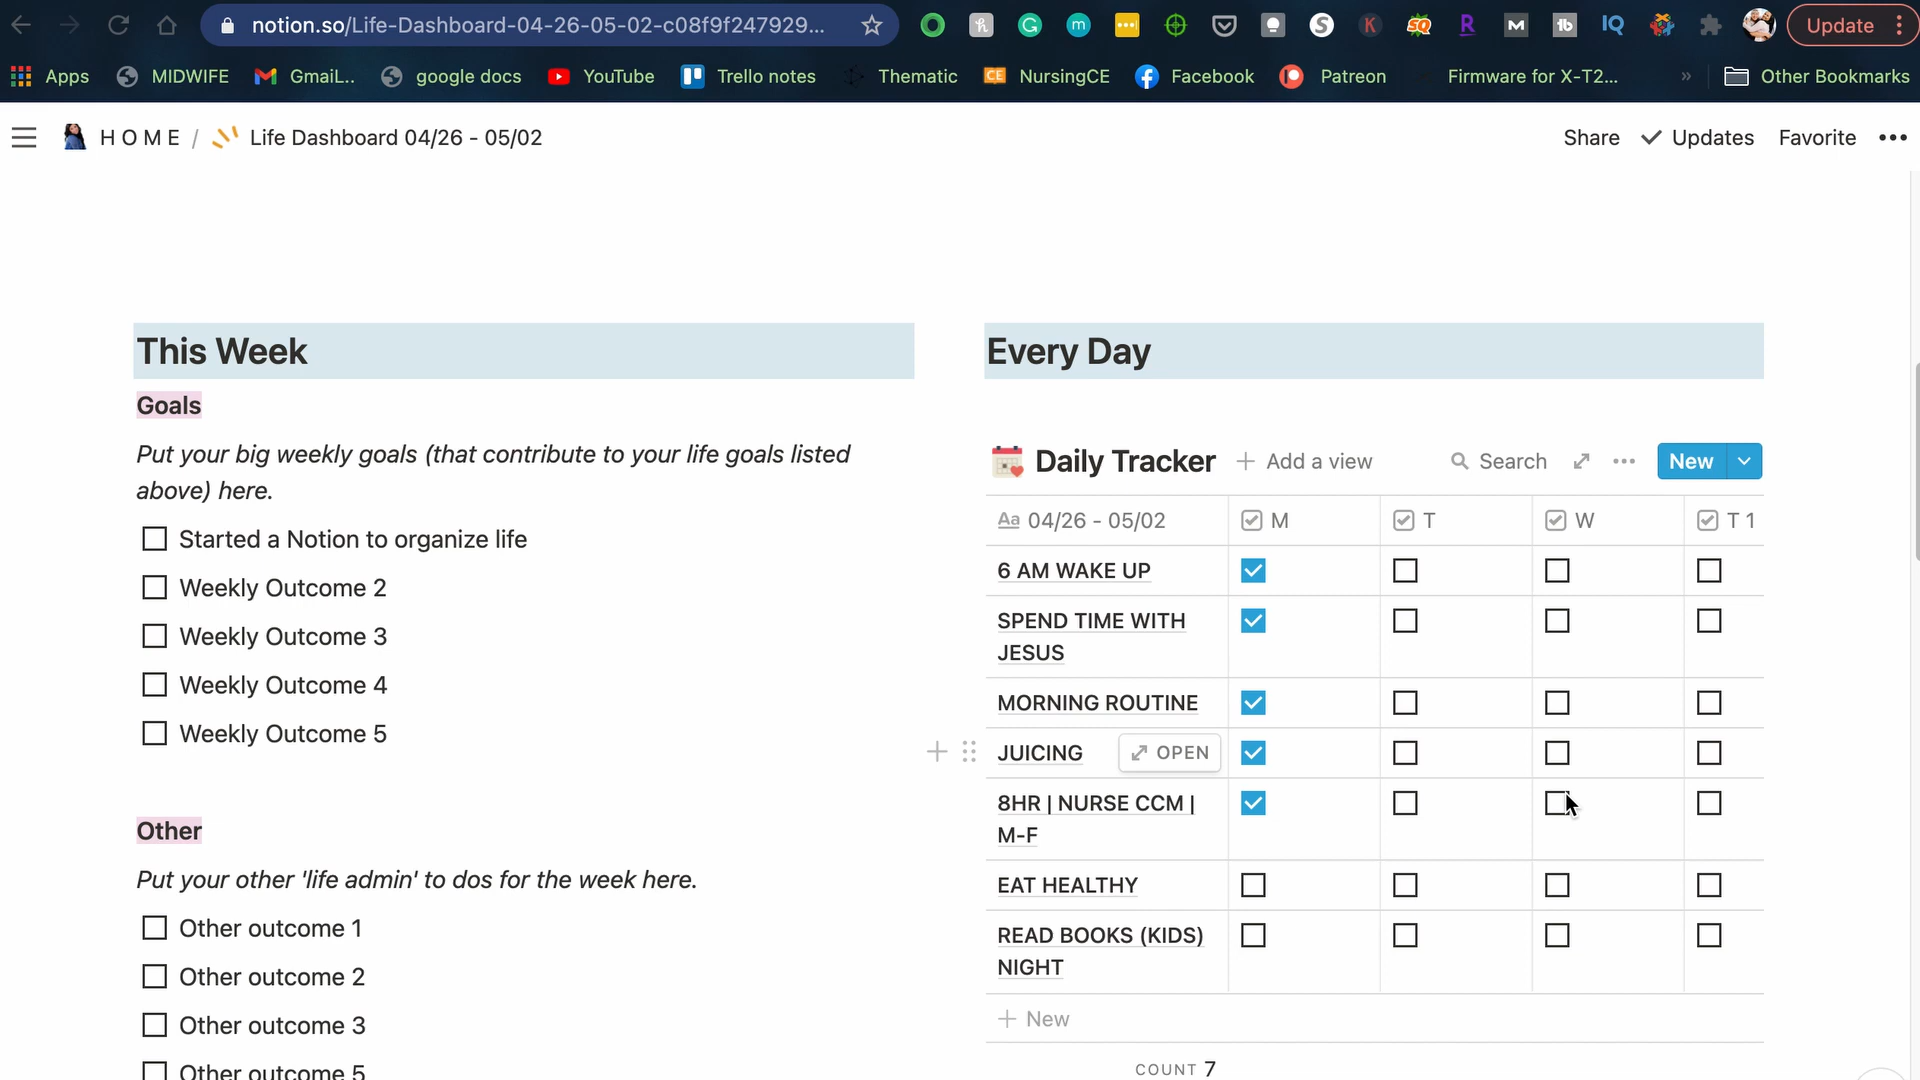 notion.so/Life-Dashboard-04-26-05-02-c08f9f247929...
Update
Apps
MIDWIFE
GmaiL..
google docs
YouTube
Trello notes
Thematic
NursingCE
Facebook
Patreon
Firmware for X-T2...
»
Other Bookmarks
H O M E / Life Dashboard 04/26 - 05/02
Share
Updates
Favorite
This Week
Goals
Put your big weekly goals (that contribute to your life goals listed
above) here.
Started a Notion to organize life
Weekly Outcome 2
Weekly Outcome 3
Weekly Outcome 4
Weekly Outcome 5
Other
Put your other 'life admin' to dos for the week here.
Other outcome 1
Other outcome 2
Other outcome 3
Other outcome 5
Every Day
Daily Tracker
+ Add a view
Search
New
Aa 04/26 - 05/02
M
T
W
T 1
6 AM WAKE UP
SPEND TIME WITH
JESUS
MORNING ROUTINE
JUICING
OPEN
8HR | NURSE CCM |
M-F
EAT HEALTHY
READ BOOKS (KIDS)
NIGHT
+ New
COUNT 7